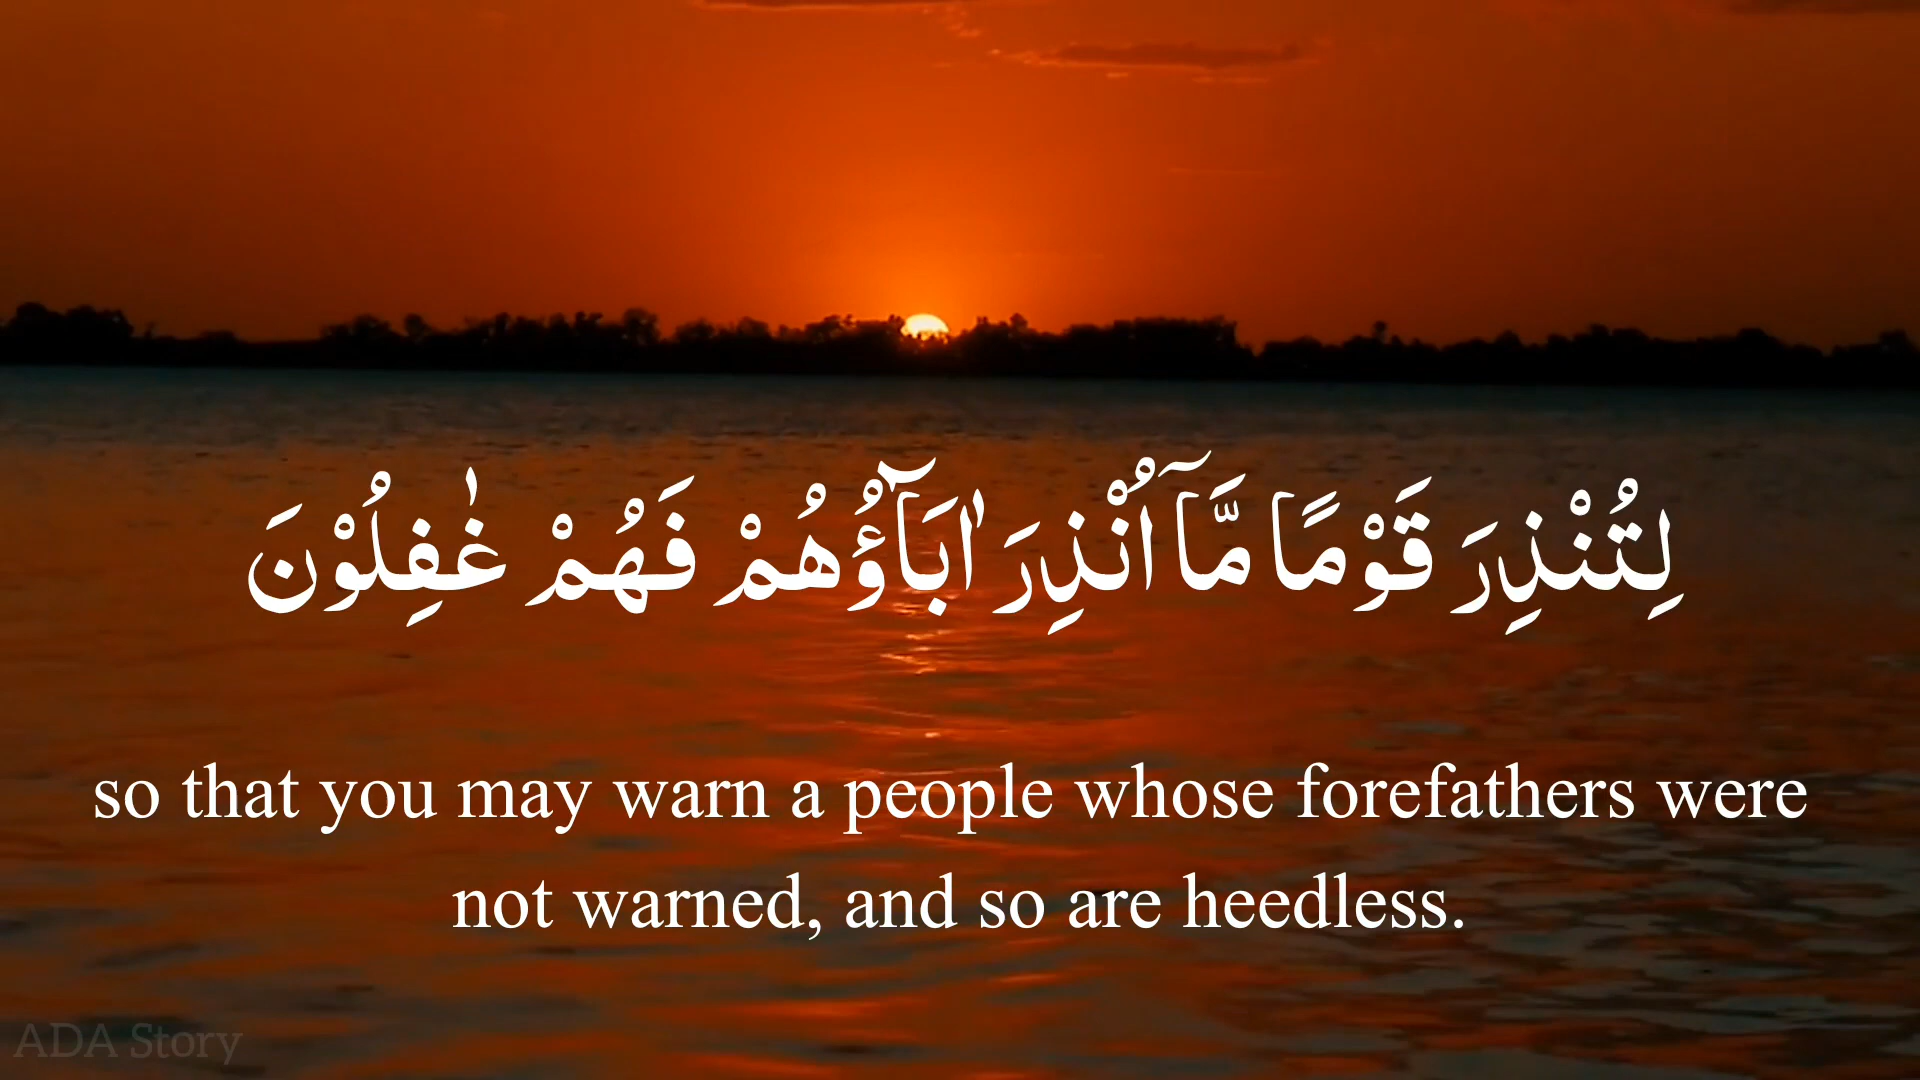 لِتُنْذِرَ قَوْمًا مَّآ اُنْذِرَ اٰبَآؤُهُمْ فَهُمْ غٰفِلُوْنَ
so that you may warn a people whose forefathers were
not warned, and so are heedless.
ADA Story